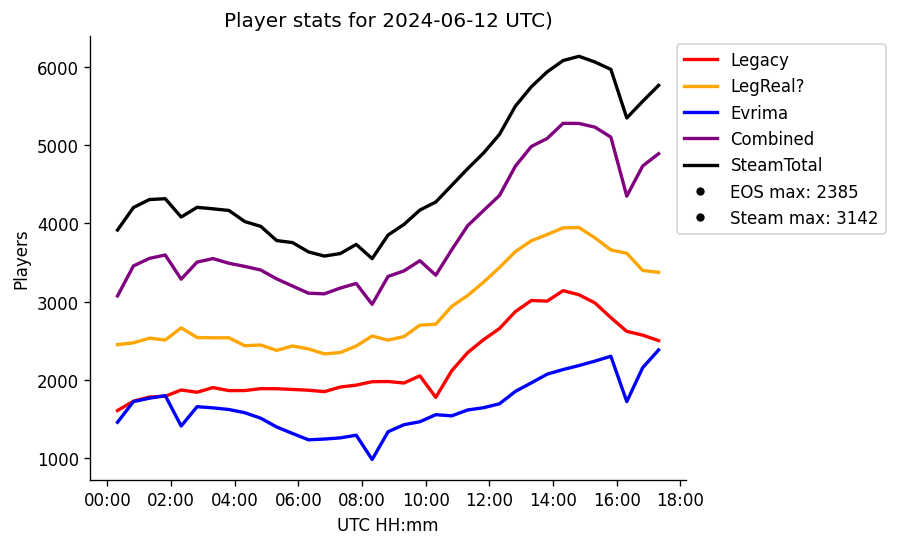 Player stats for 2024-06-12 UTC)
Legacy
LegReal?
Evrima
Combined
SteamTotal
EOS max: 2385
Steam max: 3142
Players
6000
5000
4000
3000
2000
1000
00:00 02:00 04:00 06:00 08:00 10:00 12:00 14:00 16:00 18:00
UTC HH:mm